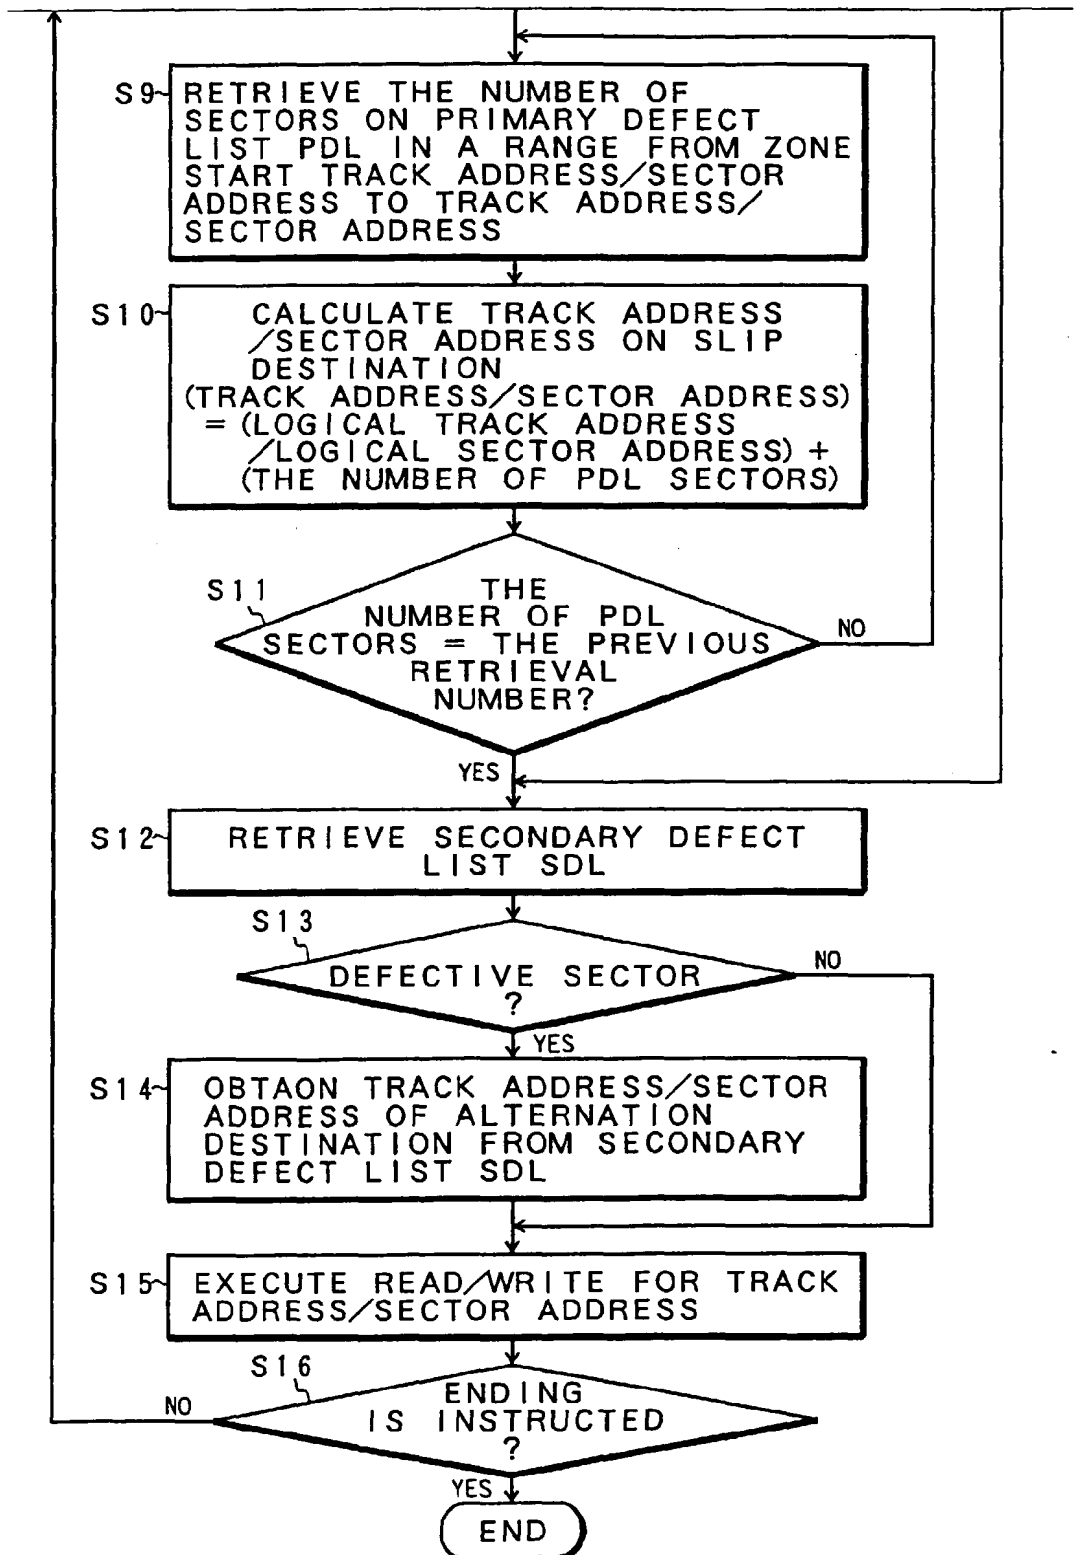 S9
RETRIEVE THE NUMBER OF
SECTORS ON PRIMARY DEFECT
LIST PDL IN A RANGE FROM ZONE
START TRACK ADDRESS/SECTOR
ADDRESS TO TRACK ADDRESS/
SECTOR ADDRESS
S10
CALCULATE TRACK ADDRESS
/SECTOR ADDRESS ON SLIP
DESTINATION
(TRACK ADDRESS/SECTOR ADDRESS)
= (LOGICAL TRACK ADDRESS
/LOGICAL SECTOR ADDRESS) +
(THE NUMBER OF PDL SECTORS)
S11
THE
NUMBER OF PDL
SECTORS = THE PREVIOUS
RETRIEVAL
NUMBER?
NO
YES
S12
RETRIEVE SECONDARY DEFECT
LIST SDL
S13
DEFECTIVE SECTOR
?
NO
YES
S14
OBTAON TRACK ADDRESS/SECTOR
ADDRESS OF ALTERNATION
DESTINATION FROM SECONDARY
DEFECT LIST SDL
S15
EXECUTE READ/WRITE FOR TRACK
ADDRESS/SECTOR ADDRESS
S16
ENDING
IS INSTRUCTED
?
NO
YES
END